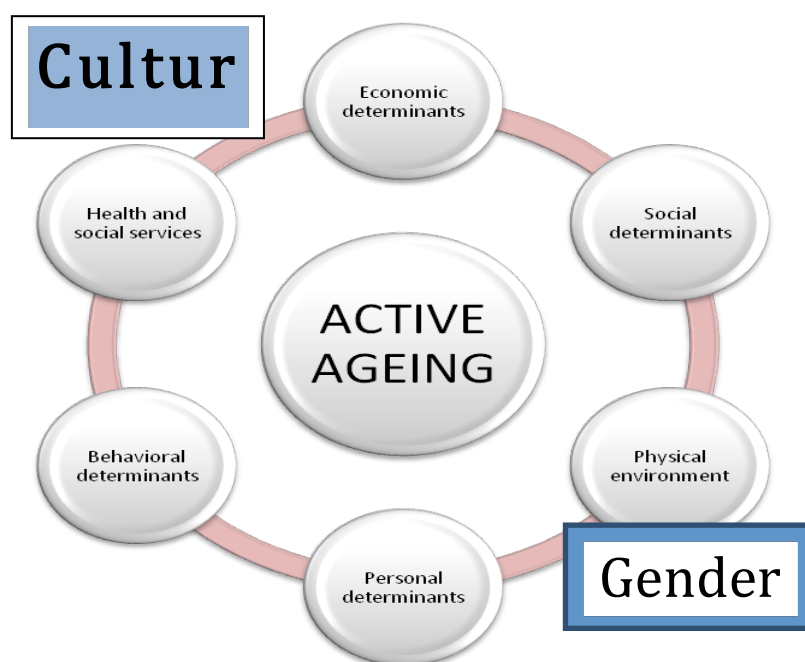 Cultur
Economic
determinants
Health and
social services
Social
determinants
ACTIVE
AGEING
Behavioral
determinants
Physical
environment
Personal
determinants
Gender